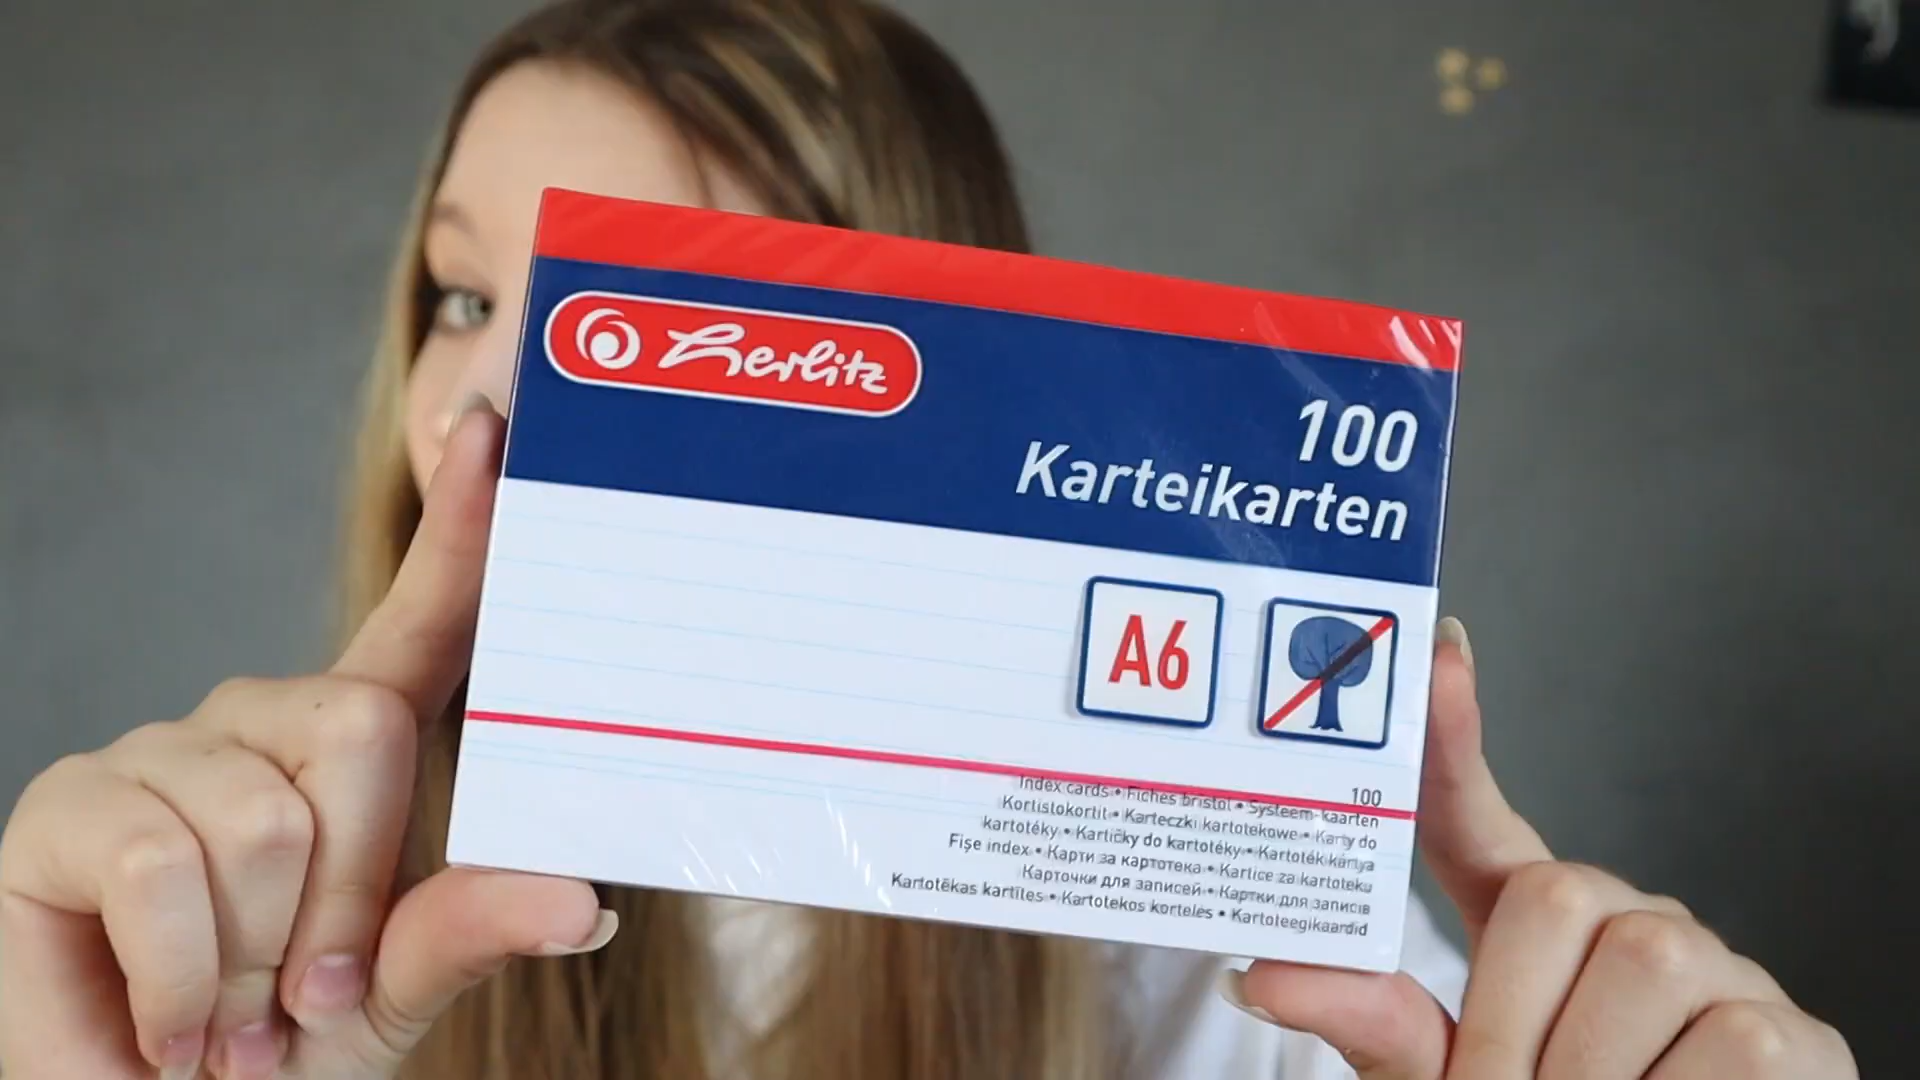 Herlitz
100
Karteikarten
A6
100
Index cards • Fiches bristol • Systeem-kaarten
Kortistokortit • Karteczki kartotekowe • Karty do
kartotéky • Kartičky do kartotéky • Kartoték kártya
Fişe index • Карти за картотека • Kartice za kartoteku
Карточки для записей • Картки для записів
Kartotēkas kartītes • Kartotekos kortelės • Kartoteegikaardid